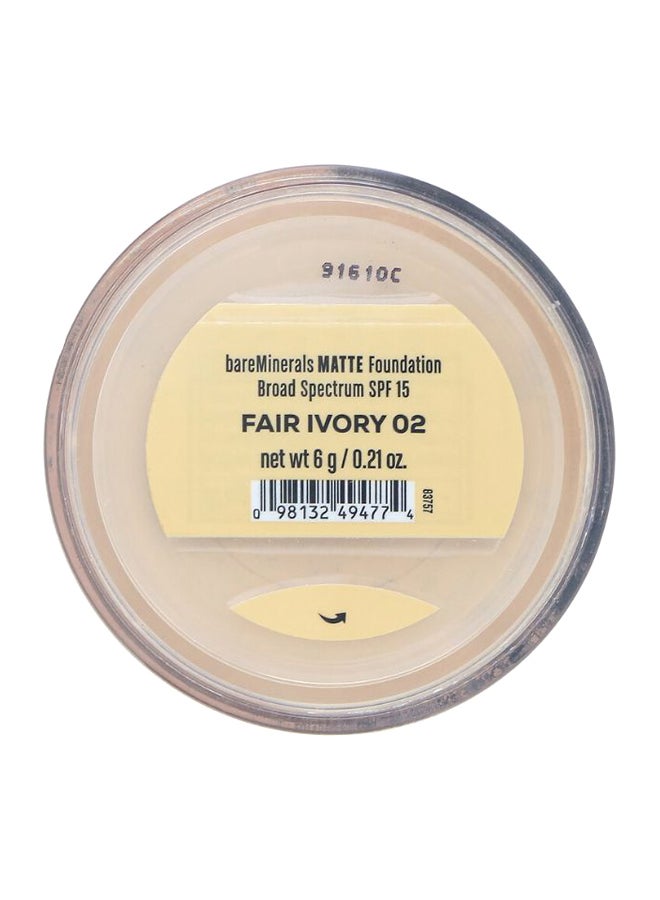 91610C
bareMinerals MATTE Foundation
Broad Spectrum SPF 15
FAIR IVORY 02
net wt 6 g / 0.21 oz.
83757
0 98132 49477 4